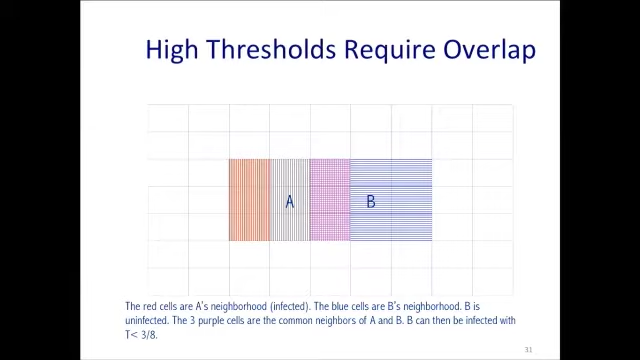 High Thresholds Require Overlap
A
B
The red cells are A's neighborhood (infected). The blue cells are B's neighborhood. B is
uninfected. The 3 purple cells are the common neighbors of A and B. B can then be infected with
T< 3/8.
31